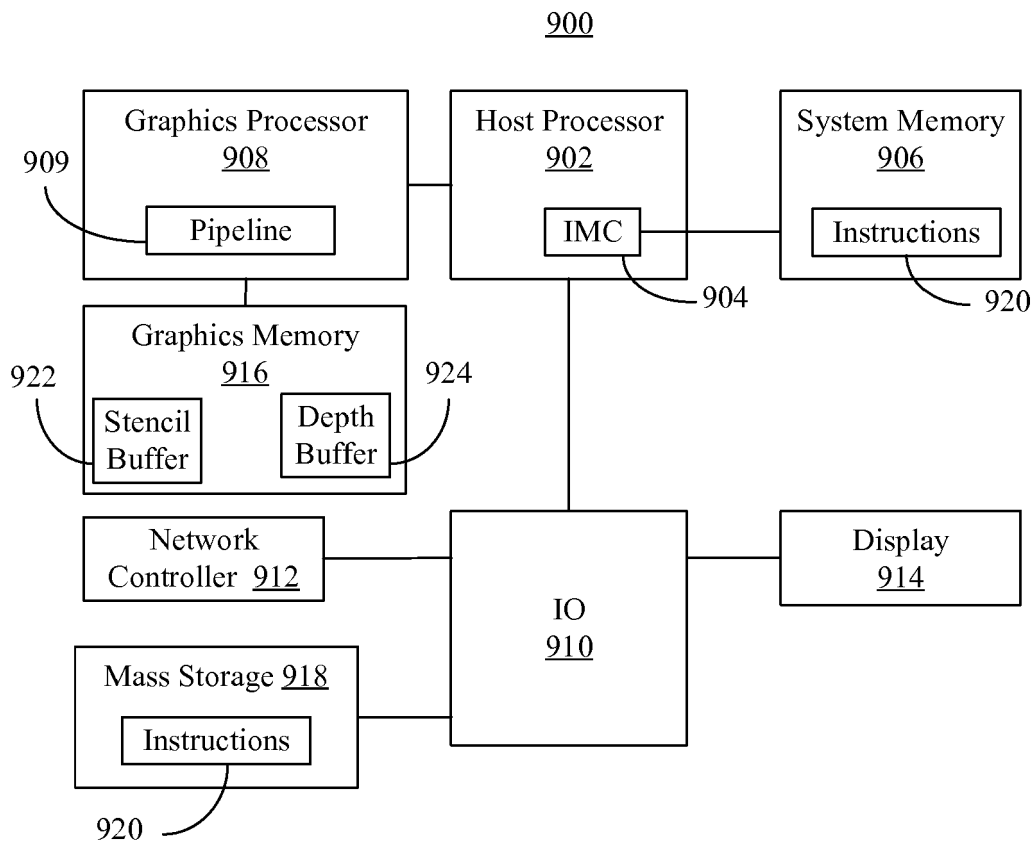 900
Graphics Processor
908
909
Pipeline
Host Processor
902
IMC
904
System Memory
906
Instructions
920
Graphics Memory
916
922
924
Stencil
Buffer
Depth
Buffer
Network
Controller 912
IO
910
Display
914
Mass Storage 918
Instructions
920